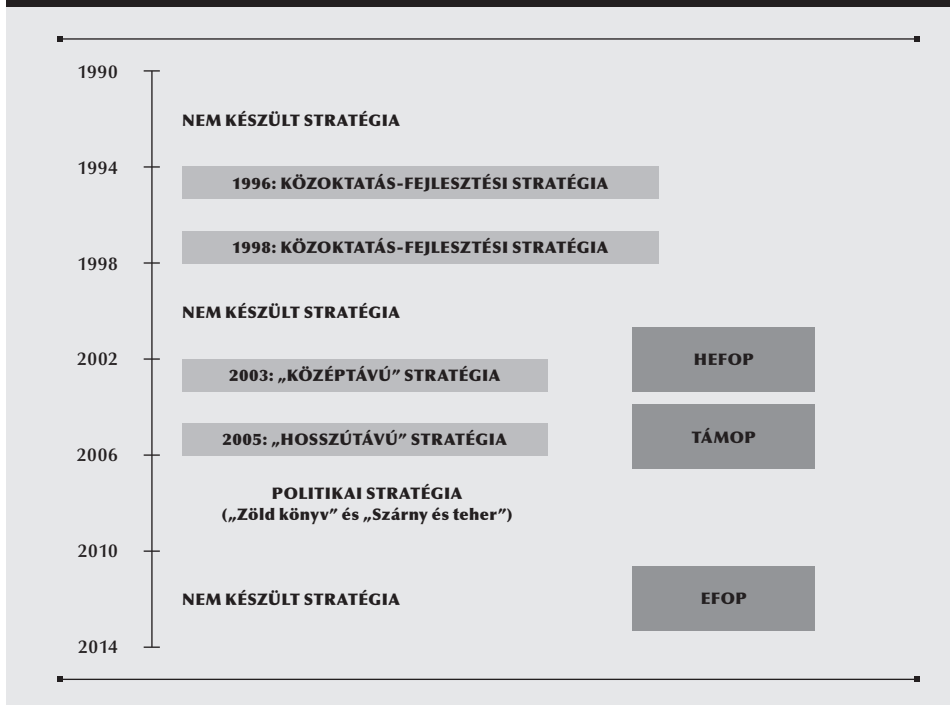 1990
NEM KÉSZÜLT STRATÉGIA
1994
1996: KÖZOKTATÁS-FEJLESZTÉSI STRATÉGIA
1998: KÖZOKTATÁS-FEJLESZTÉSI STRATÉGIA
1998
NEM KÉSZÜLT STRATÉGIA
2002
HEFOP
2003: „KÖZÉPTÁVÚ” STRATÉGIA
2005: „HOSSZÚTÁVÚ” STRATÉGIA
TÁMOP
2006
POLITIKAI STRATÉGIA
(„Zöld könyv” és „Szárny és teher”)
2010
NEM KÉSZÜLT STRATÉGIA
EFOP
2014